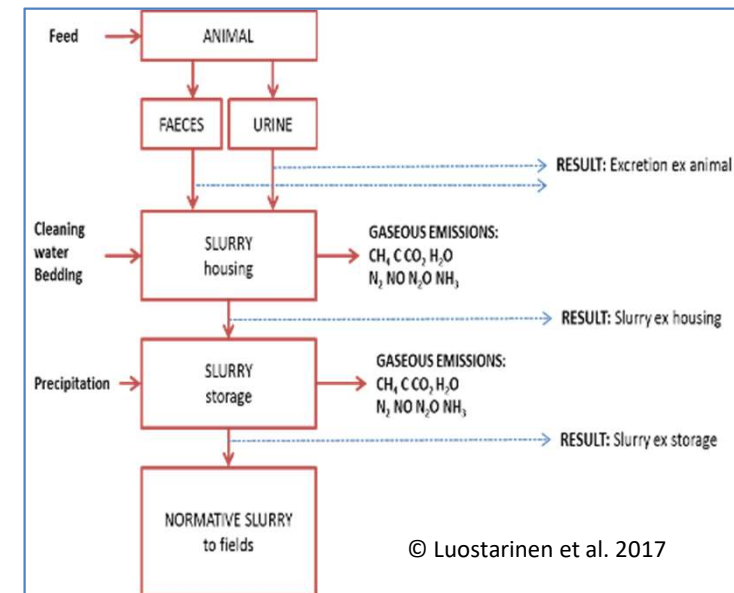 Feed
ANIMAL
FAECES
URINE
RESULT: Excretion ex animal
Cleaning
water
Bedding
SLURRY
housing
GASEOUS EMISSIONS:
CH₄ C CO₂ H₂O
N₂ NO N₂O NH₃
RESULT: Slurry ex housing
Precipitation
SLURRY
storage
GASEOUS EMISSIONS:
CH₄ C CO₂ H₂O
N₂ NO N₂O NH₃
RESULT: Slurry ex storage
NORMATIVE SLURRY
to fields
© Luostarinen et al. 2017